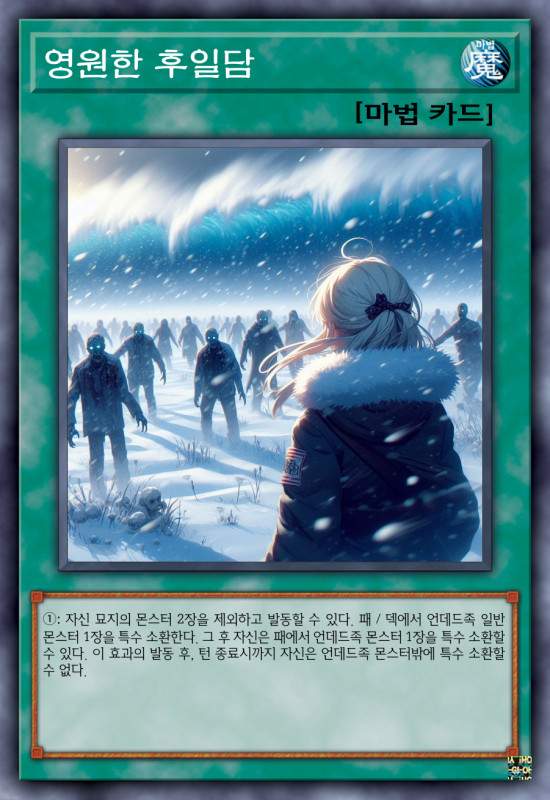 영원한 후일담
마법
魔
[마법 카드]
①: 자신 묘지의 몬스터 2장을 제외하고 발동할 수 있다. 패 / 덱에서 언데드족 일반
몬스터 1장을 특수 소환한다. 그 후 자신은 패에서 언데드족 몬스터 1장을 특수 소환할
수 있다. 이 효과의 발동 후, 턴 종료시까지 자신은 언데드족 몬스터밖에 특수 소환할
수 없다.